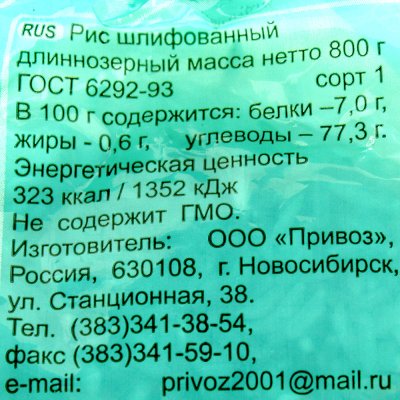 RUS Рис шлифованный
длиннозерный масса нетто 800 г
ГОСТ 6292-93 сорт 1
В 100 г содержится: белки –7,0 г,
жиры - 0,6 г, углеводы – 77,3 г.
Энергетическая ценность
323 ккал / 1352 кДж
Не содержит ГМО.
Изготовитель: ООО «Привоз»,
Россия, 630108, г. Новосибирск,
ул. Станционная, 38.
Тел. (383)341-38-54,
факс (383)341-59-10,
e-mail: privoz2001@mail.ru